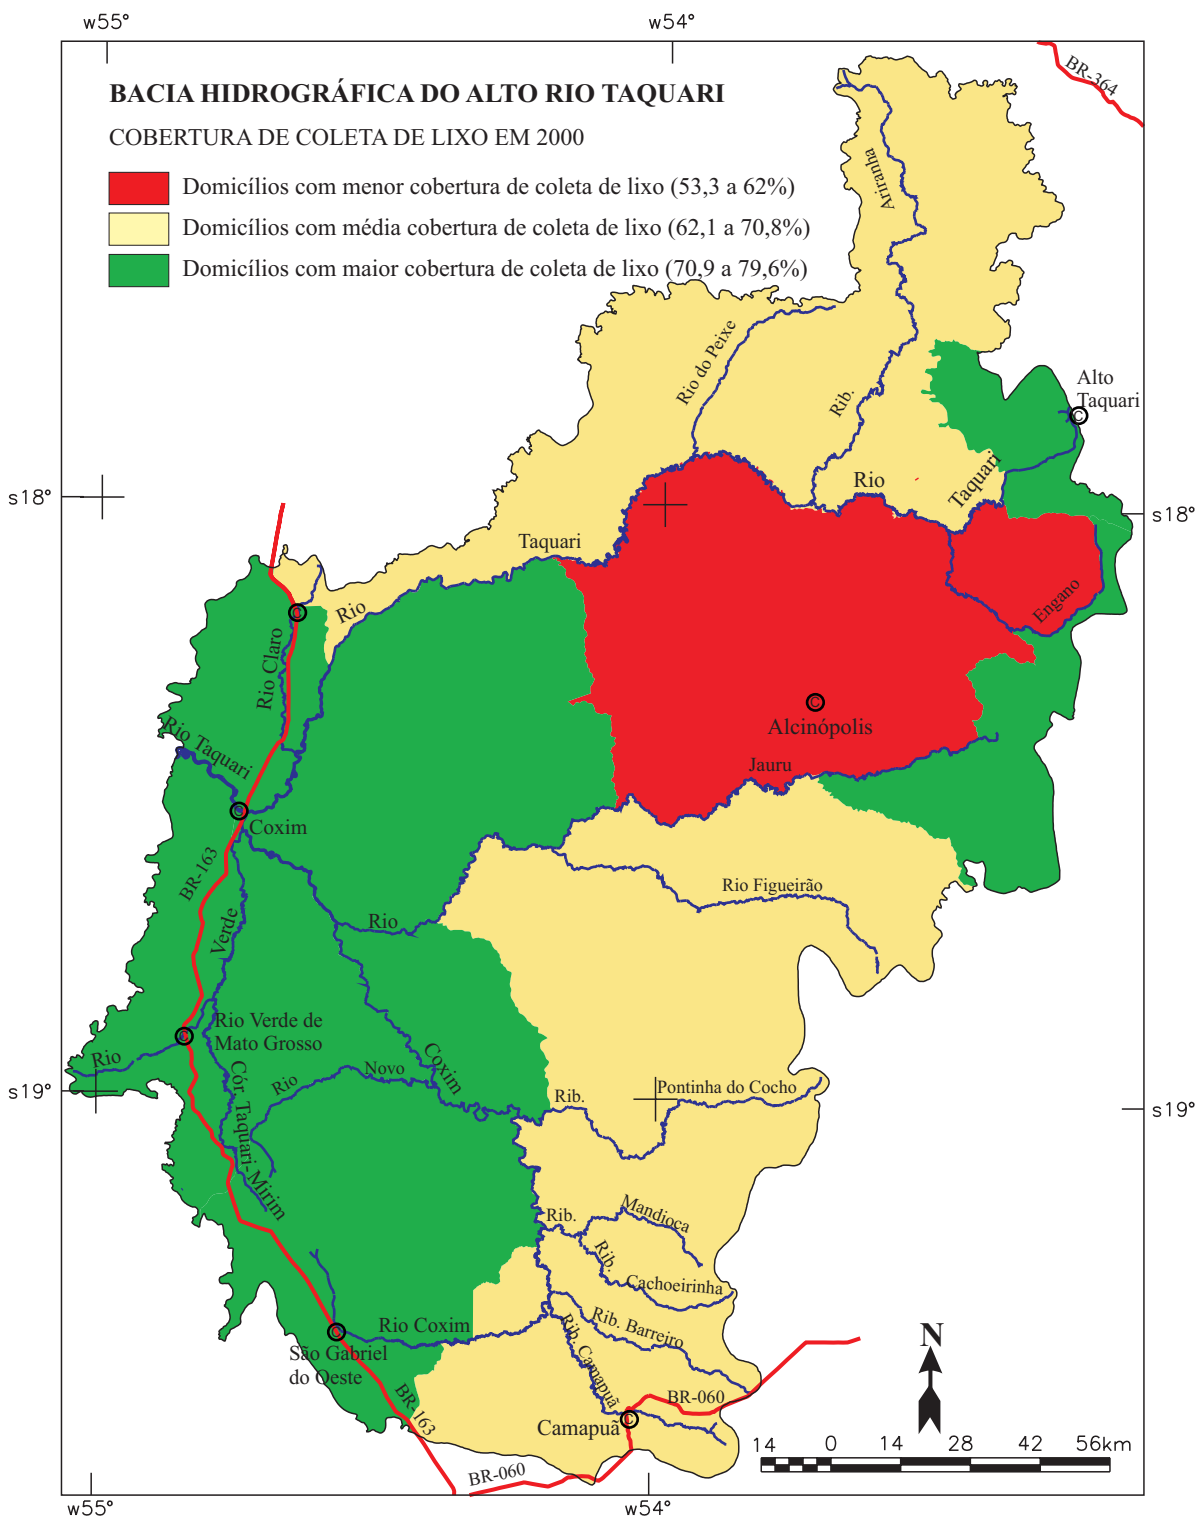 w55°
w54°
BACIA HIDROGRÁFICA DO ALTO RIO TAQUARI
COBERTURA DE COLETA DE LIXO EM 2000
Domicílios com menor cobertura de coleta de lixo (53,3 a 62%)
Domicílios com média cobertura de coleta de lixo (62,1 a 70,8%)
Domicílios com maior cobertura de coleta de lixo (70,9 a 79,6%)
BR-364
Ariranha
Rio do Peixe
Rib.
Alto
Taquari
C
s18°
Rio
Taquari
s18°
Taquari
Rio
Engano
C
Rio Claro
C
Alcinópolis
Rio Taquari
Jauru
C
Coxim
BR-163
Rio Figueirão
Verde
Rio
C
Rio Verde de
Mato Grosso
Rio
Coxim
Novo
Rio
s19°
Pontinha do Cocho
Rib.
s19°
Cór. Taquari-Mirim
Rib.
Mandioca
Rib.
Cachoeirinha
Rio Coxim
Rib. Barreiro
C
São Gabriel
do Oeste
Rib. Camapuã
N
BR-163
BR-060
C
Camapuã
BR-060
14
0
14
28
42
56km
w55°
w54°